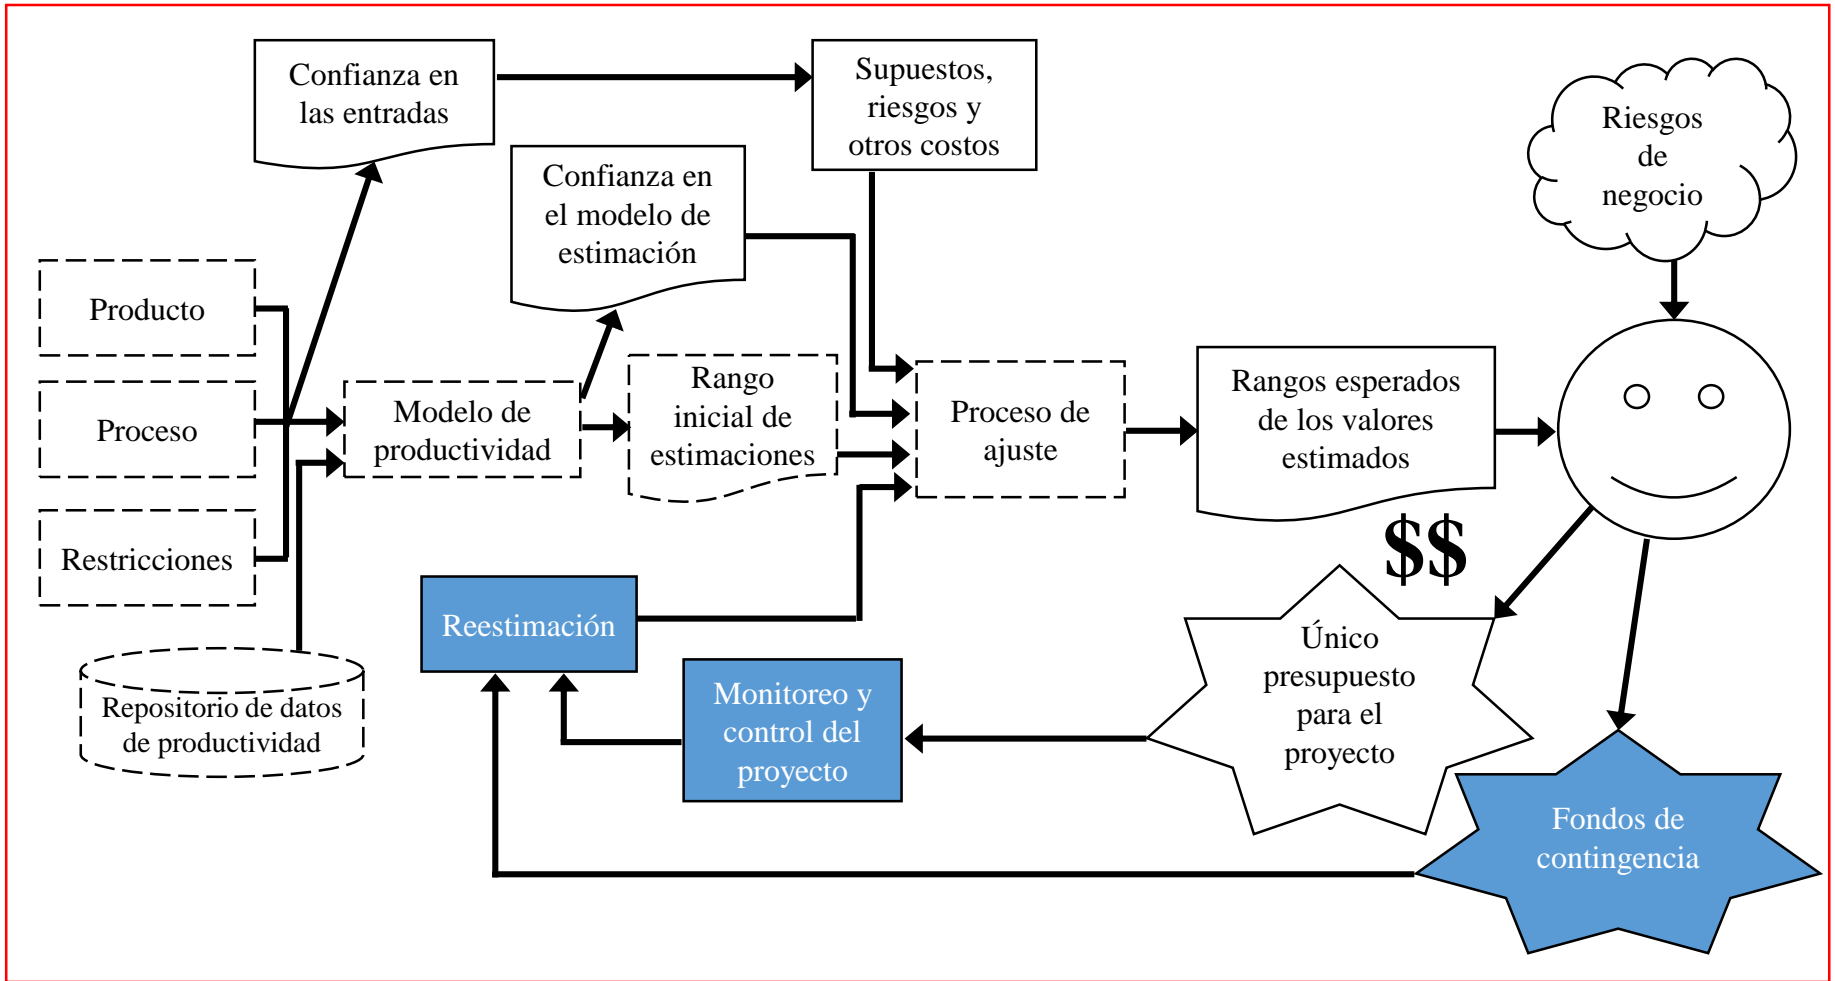 Confianza en
las entradas
Supuestos,
riesgos y
otros costos
Riesgos
de
negocio
Confianza en
el modelo de
estimación
Producto
Proceso
Restricciones
Modelo de
productividad
Rango
inicial de
estimaciones
Proceso de
ajuste
Rangos esperados
de los valores
estimados
$$
Reestimación
Único
presupuesto
para el
proyecto
Monitoreo y
control del
proyecto
Repositorio de datos
de productividad
Fondos de
contingencia